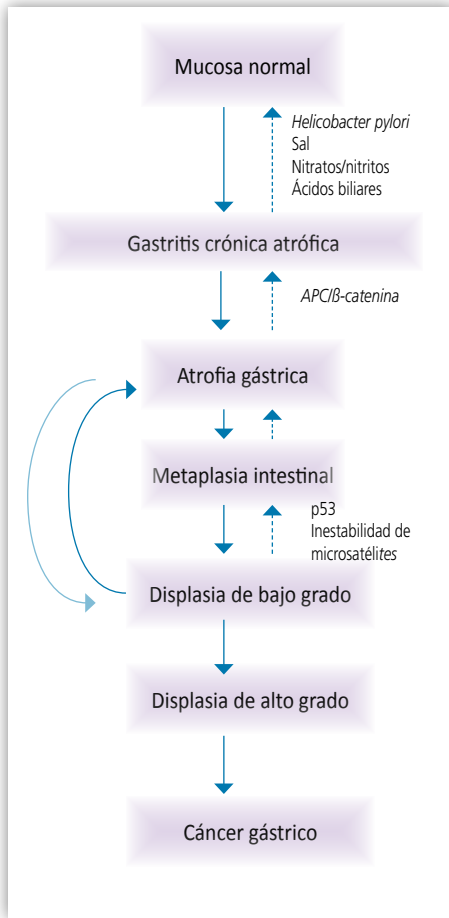 Mucosa normal
Helicobacter pylori
Sal
Nitratos/nitritos
Ácidos biliares
Gastritis crónica atrófica
APC/β-catenina
Atrofia gástrica
Metaplasia intestinal
p53
Inestabilidad de
microsatélites
Displasia de bajo grado
Displasia de alto grado
Cáncer gástrico